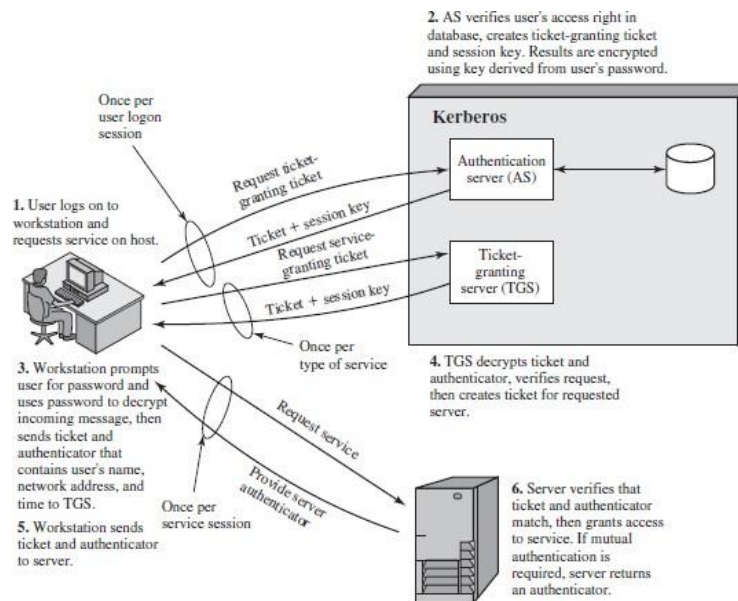 2. AS verifies user's access right in
database, creates ticket-granting ticket
and session key. Results are encrypted
using key derived from user's password.
Once per
user logon
session
Kerberos
Request ticket-
granting ticket
Authentication
server (AS)
1. User logs on to
workstation and
requests service on host.
Ticket + session key
Request service-
granting ticket
Ticket-
granting
server (TGS)
Ticket + session key
Once per
type of service
3. Workstation prompts
user for password and
uses password to decrypt
incoming message, then
sends ticket and
authenticator that
contains user's name,
network address, and
time to TGS.
4. TGS decrypts ticket and
authenticator, verifies request,
then creates ticket for requested
server.
Request service
Provide server
authenticator
Once per
service session
5. Workstation sends
ticket and authenticator
to server.
6. Server verifies that
ticket and authenticator
match, then grants access
to service. If mutual
authentication is
required, server returns
an authenticator.